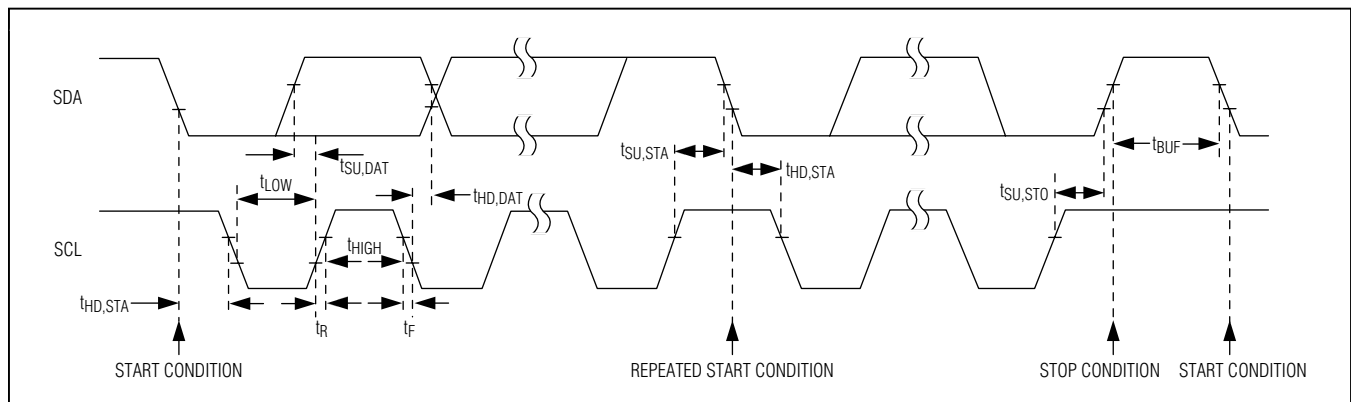 SDA
tSU,DAT
tSU,STA
tBUF
tLOW
tHD,STA
tHD,DAT
tSU,STO
SCL
tHIGH
tHD,STA
tR
tF
START CONDITION
REPEATED START CONDITION
STOP CONDITION
START CONDITION